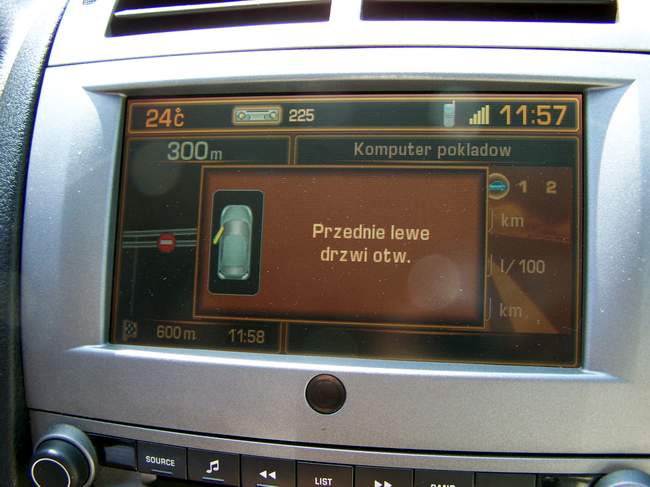 24°C 225 11:57
300m Komputer pokladow
1 2
Przednie lewe
drzwi otw.
km
l/100
km
600m 11:58
SOURCE LIST